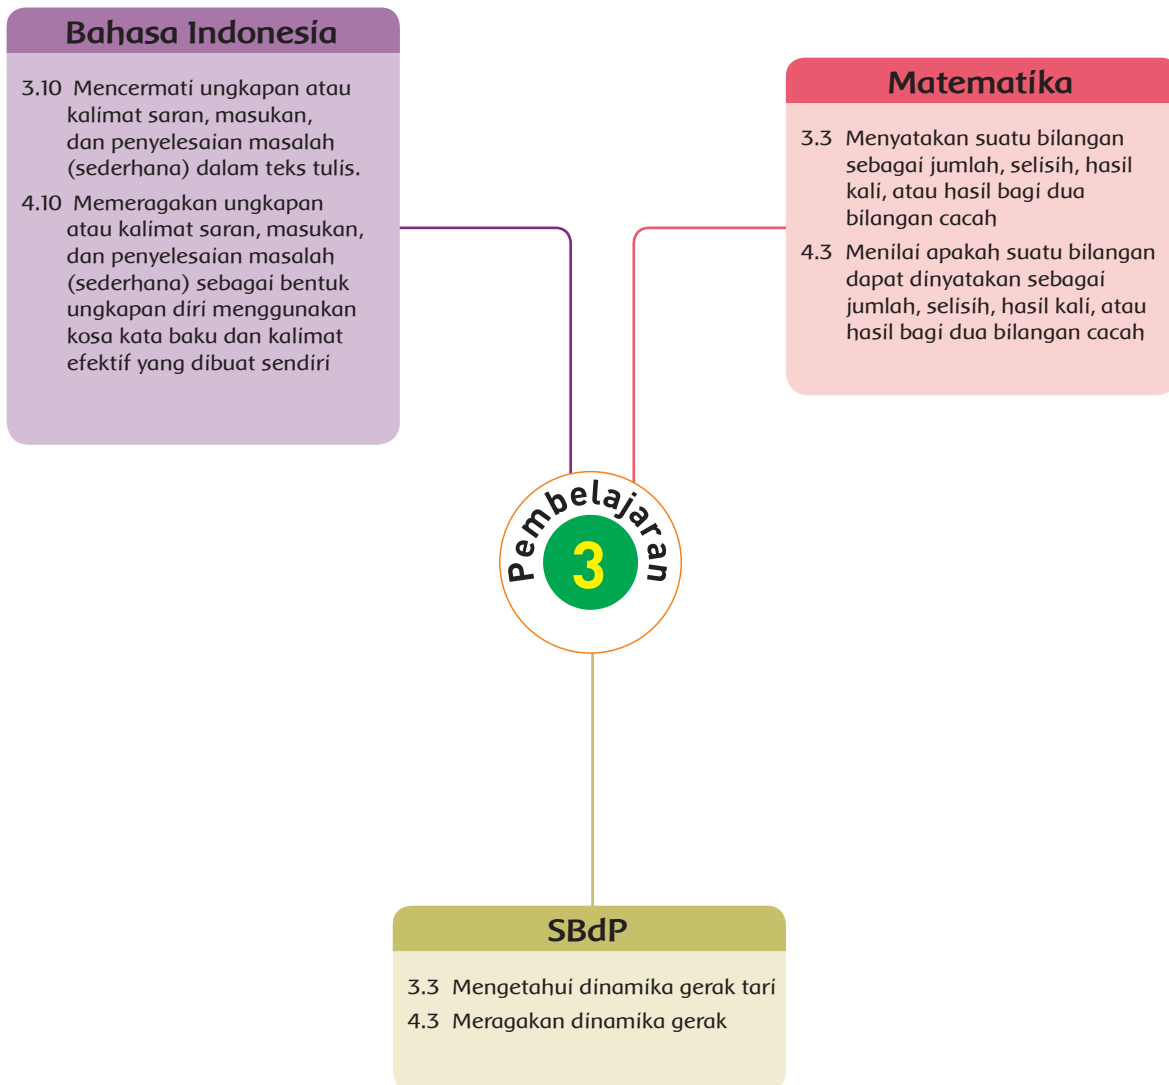 Bahasa Indonesia
3.10 Mencermati ungkapan atau
kalimat saran, masukan,
dan penyelesaian masalah
(sederhana) dalam teks tulis.
4.10 Memeragakan ungkapan
atau kalimat saran, masukan,
dan penyelesaian masalah
(sederhana) sebagai bentuk
ungkapan diri menggunakan
kosa kata baku dan kalimat
efektif yang dibuat sendiri
Matematika
3.3 Menyatakan suatu bilangan
sebagai jumlah, selisih, hasil
kali, atau hasil bagi dua
bilangan cacah
4.3 Menilai apakah suatu bilangan
dapat dinyatakan sebagai
jumlah, selisih, hasil kali, atau
hasil bagi dua bilangan cacah
Pembelajaran
3
SBdP
3.3 Mengetahui dinamika gerak tari
4.3 Meragakan dinamika gerak